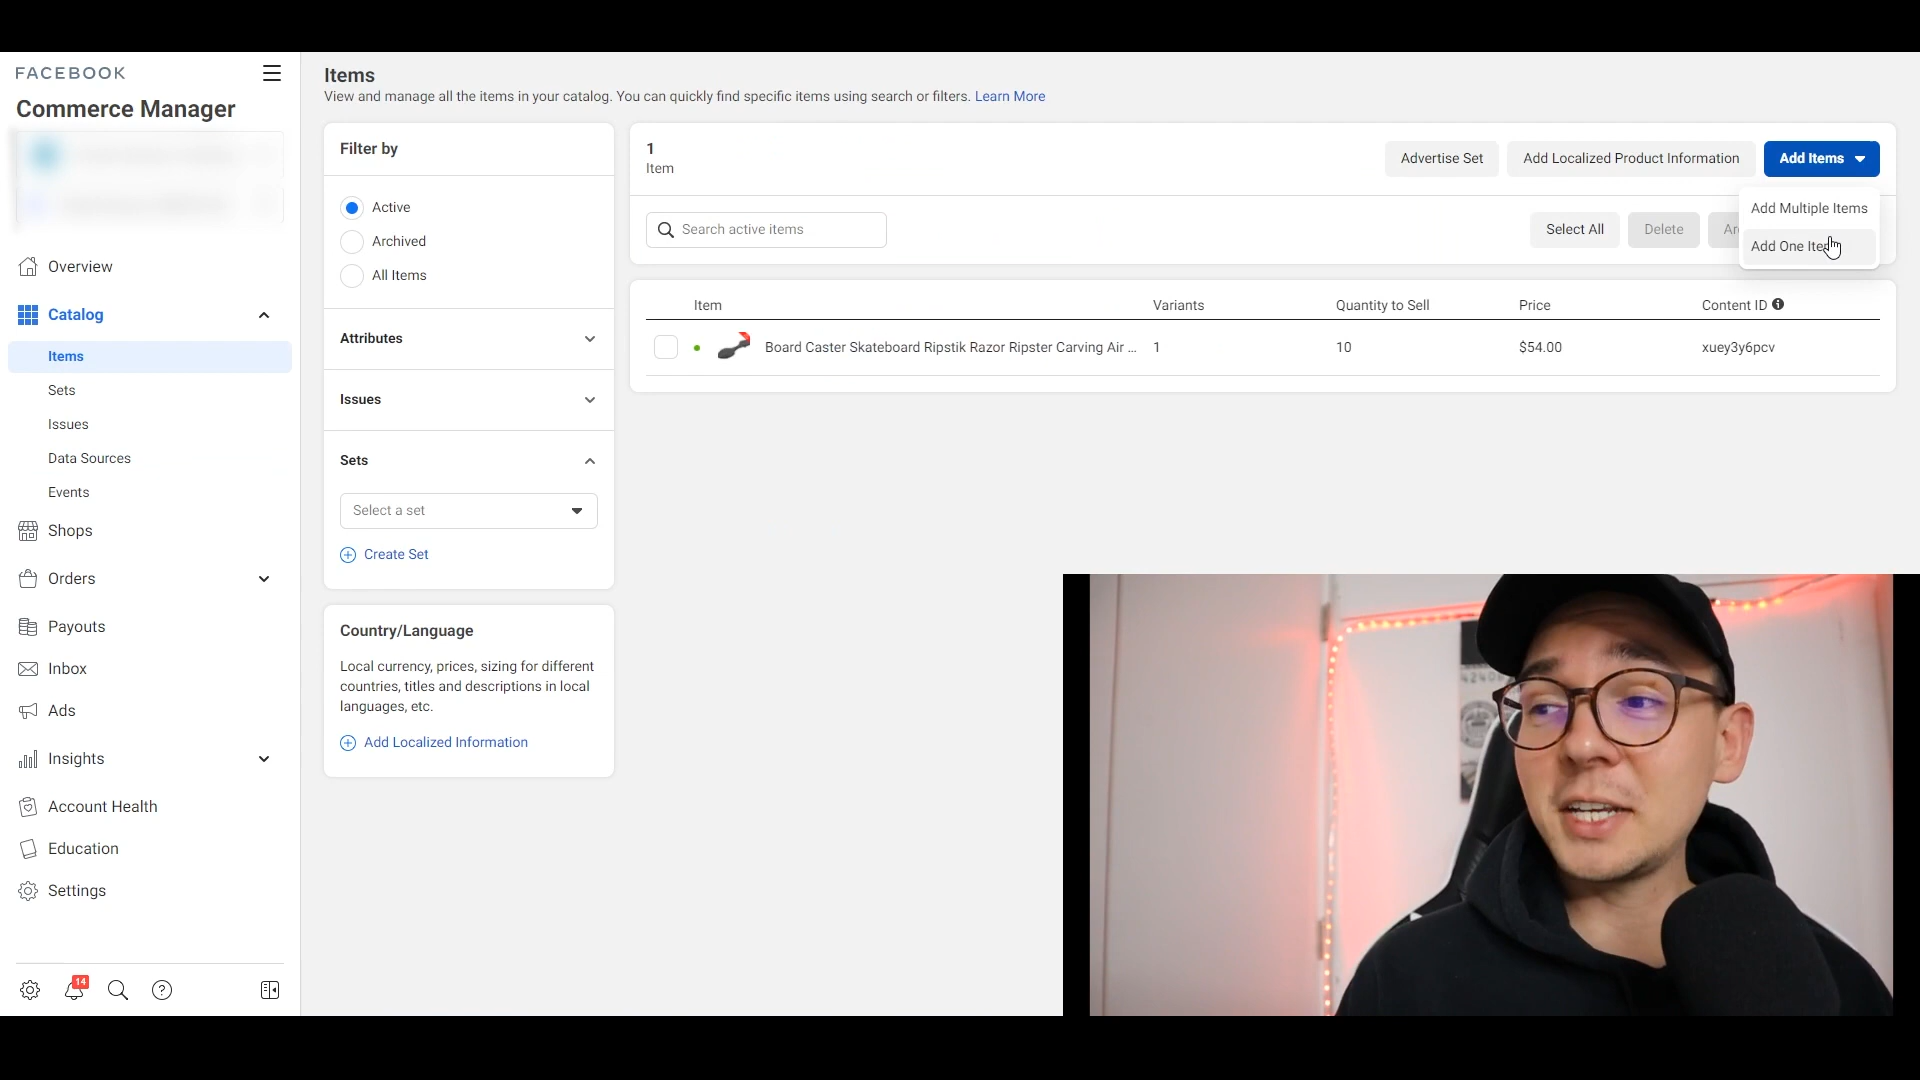 FACEBOOK
Commerce Manager
Overview
Catalog
Items
Sets
Issues
Data Sources
Events
Shops
Orders
Payouts
Inbox
Ads
Insights
Account Health
Education
Settings
14
Items
View and manage all the items in your catalog. You can quickly find specific items using search or filters. Learn More
Filter by
Active
Archived
All Items
Attributes
Issues
Sets
Select a set
Create Set
Country/Language
Local currency, prices, sizing for different
countries, titles and descriptions in local
languages, etc.
Add Localized Information
1
Item
Advertise Set
Add Localized Product Information
Add Items
Add Multiple Items
Add One
Search active items
Select All
Delete
Item Variants Quantity to Sell Price Content ID
Board Caster Skateboard Ripstik Razor Ripster Carving Air ... 1 10 $54.00 xuey3y6pcv